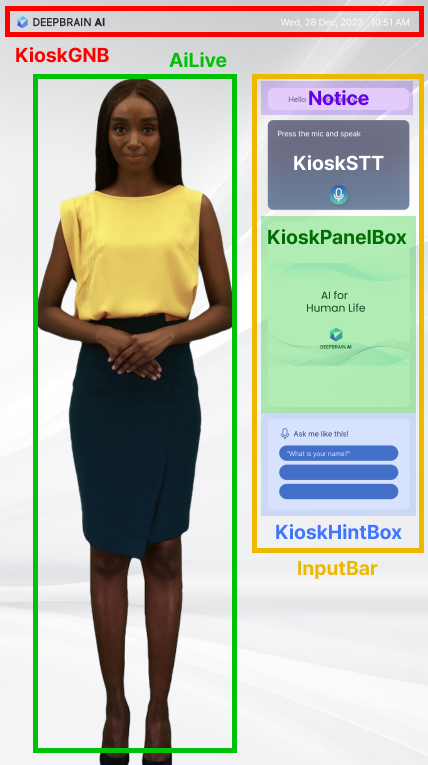 DEEPBRAIN AI
Wed, 28 Dec, 2022 10:51 AM
KioskGNB
AiLive
Hello
Notice
Press the mic and speak
KioskSTT
KioskPanelBox
AI for
Human Life
DEEPBRAIN AI
Ask me like this!
"What is your name?"
KioskHintBox
InputBar